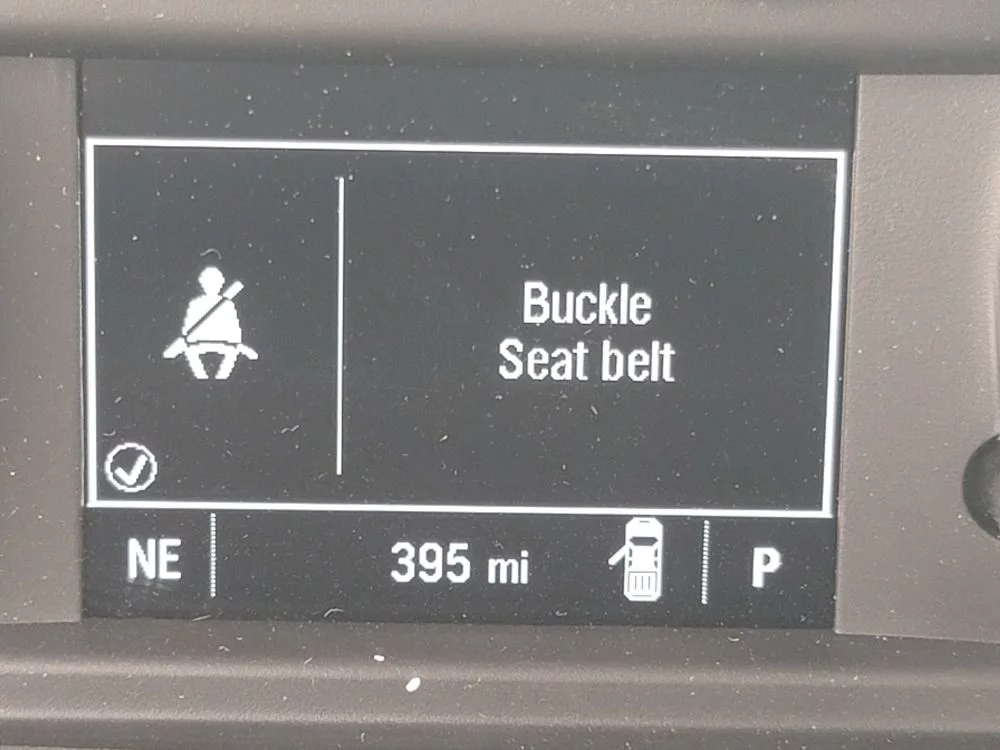 Buckle
Seat belt
NE
395 mi
P